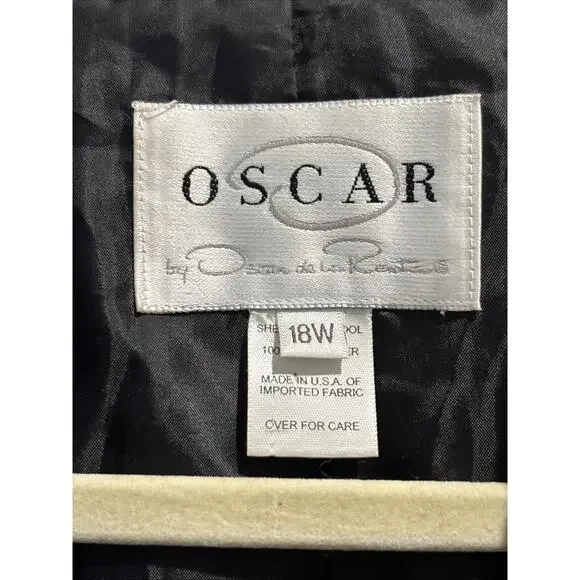 OSCAR
by Oscar de la Renta
18W
MADE IN U.S.A. OF
IMPORTED FABRIC
OVER FOR CARE